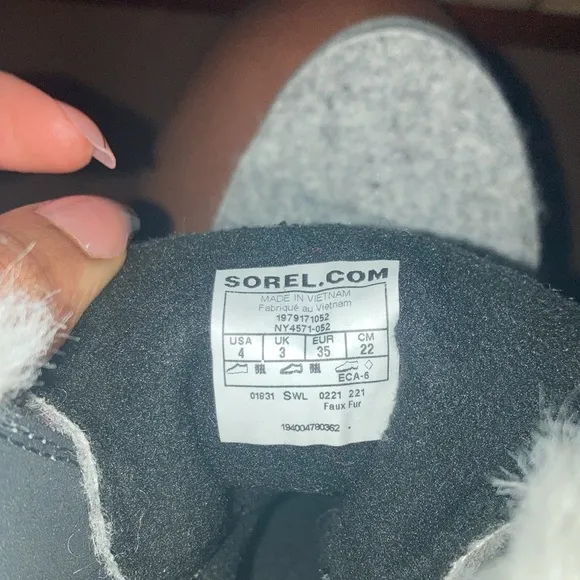 SOREL.COM
MADE IN VIETNAM
Fabriqué au Vietnam
1979171052
NY4571-052
USA UK EUR CM
4 3 35 22
ECA-6
01931 SWL 0221 221
Faux Fur
194004780362